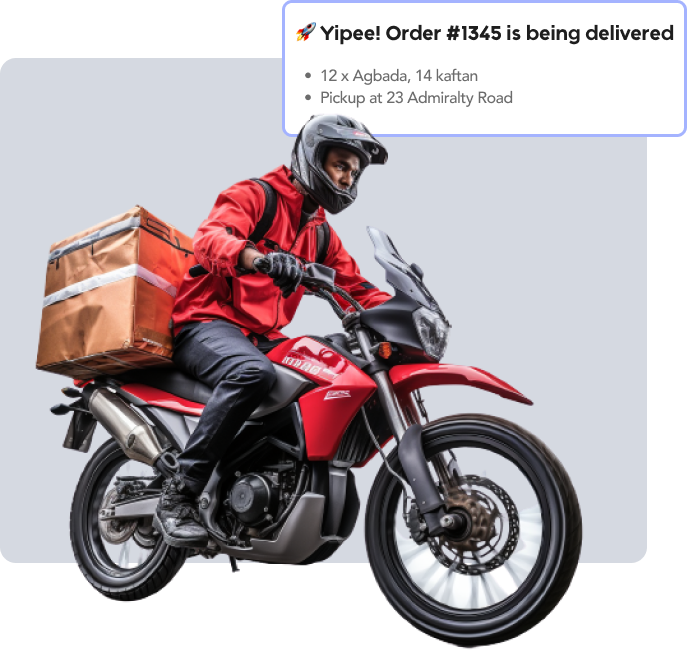 🚀 Yipee! Order #1345 is being delivered
• 12 x Agbada, 14 kaftan
• Pickup at 23 Admiralty Road